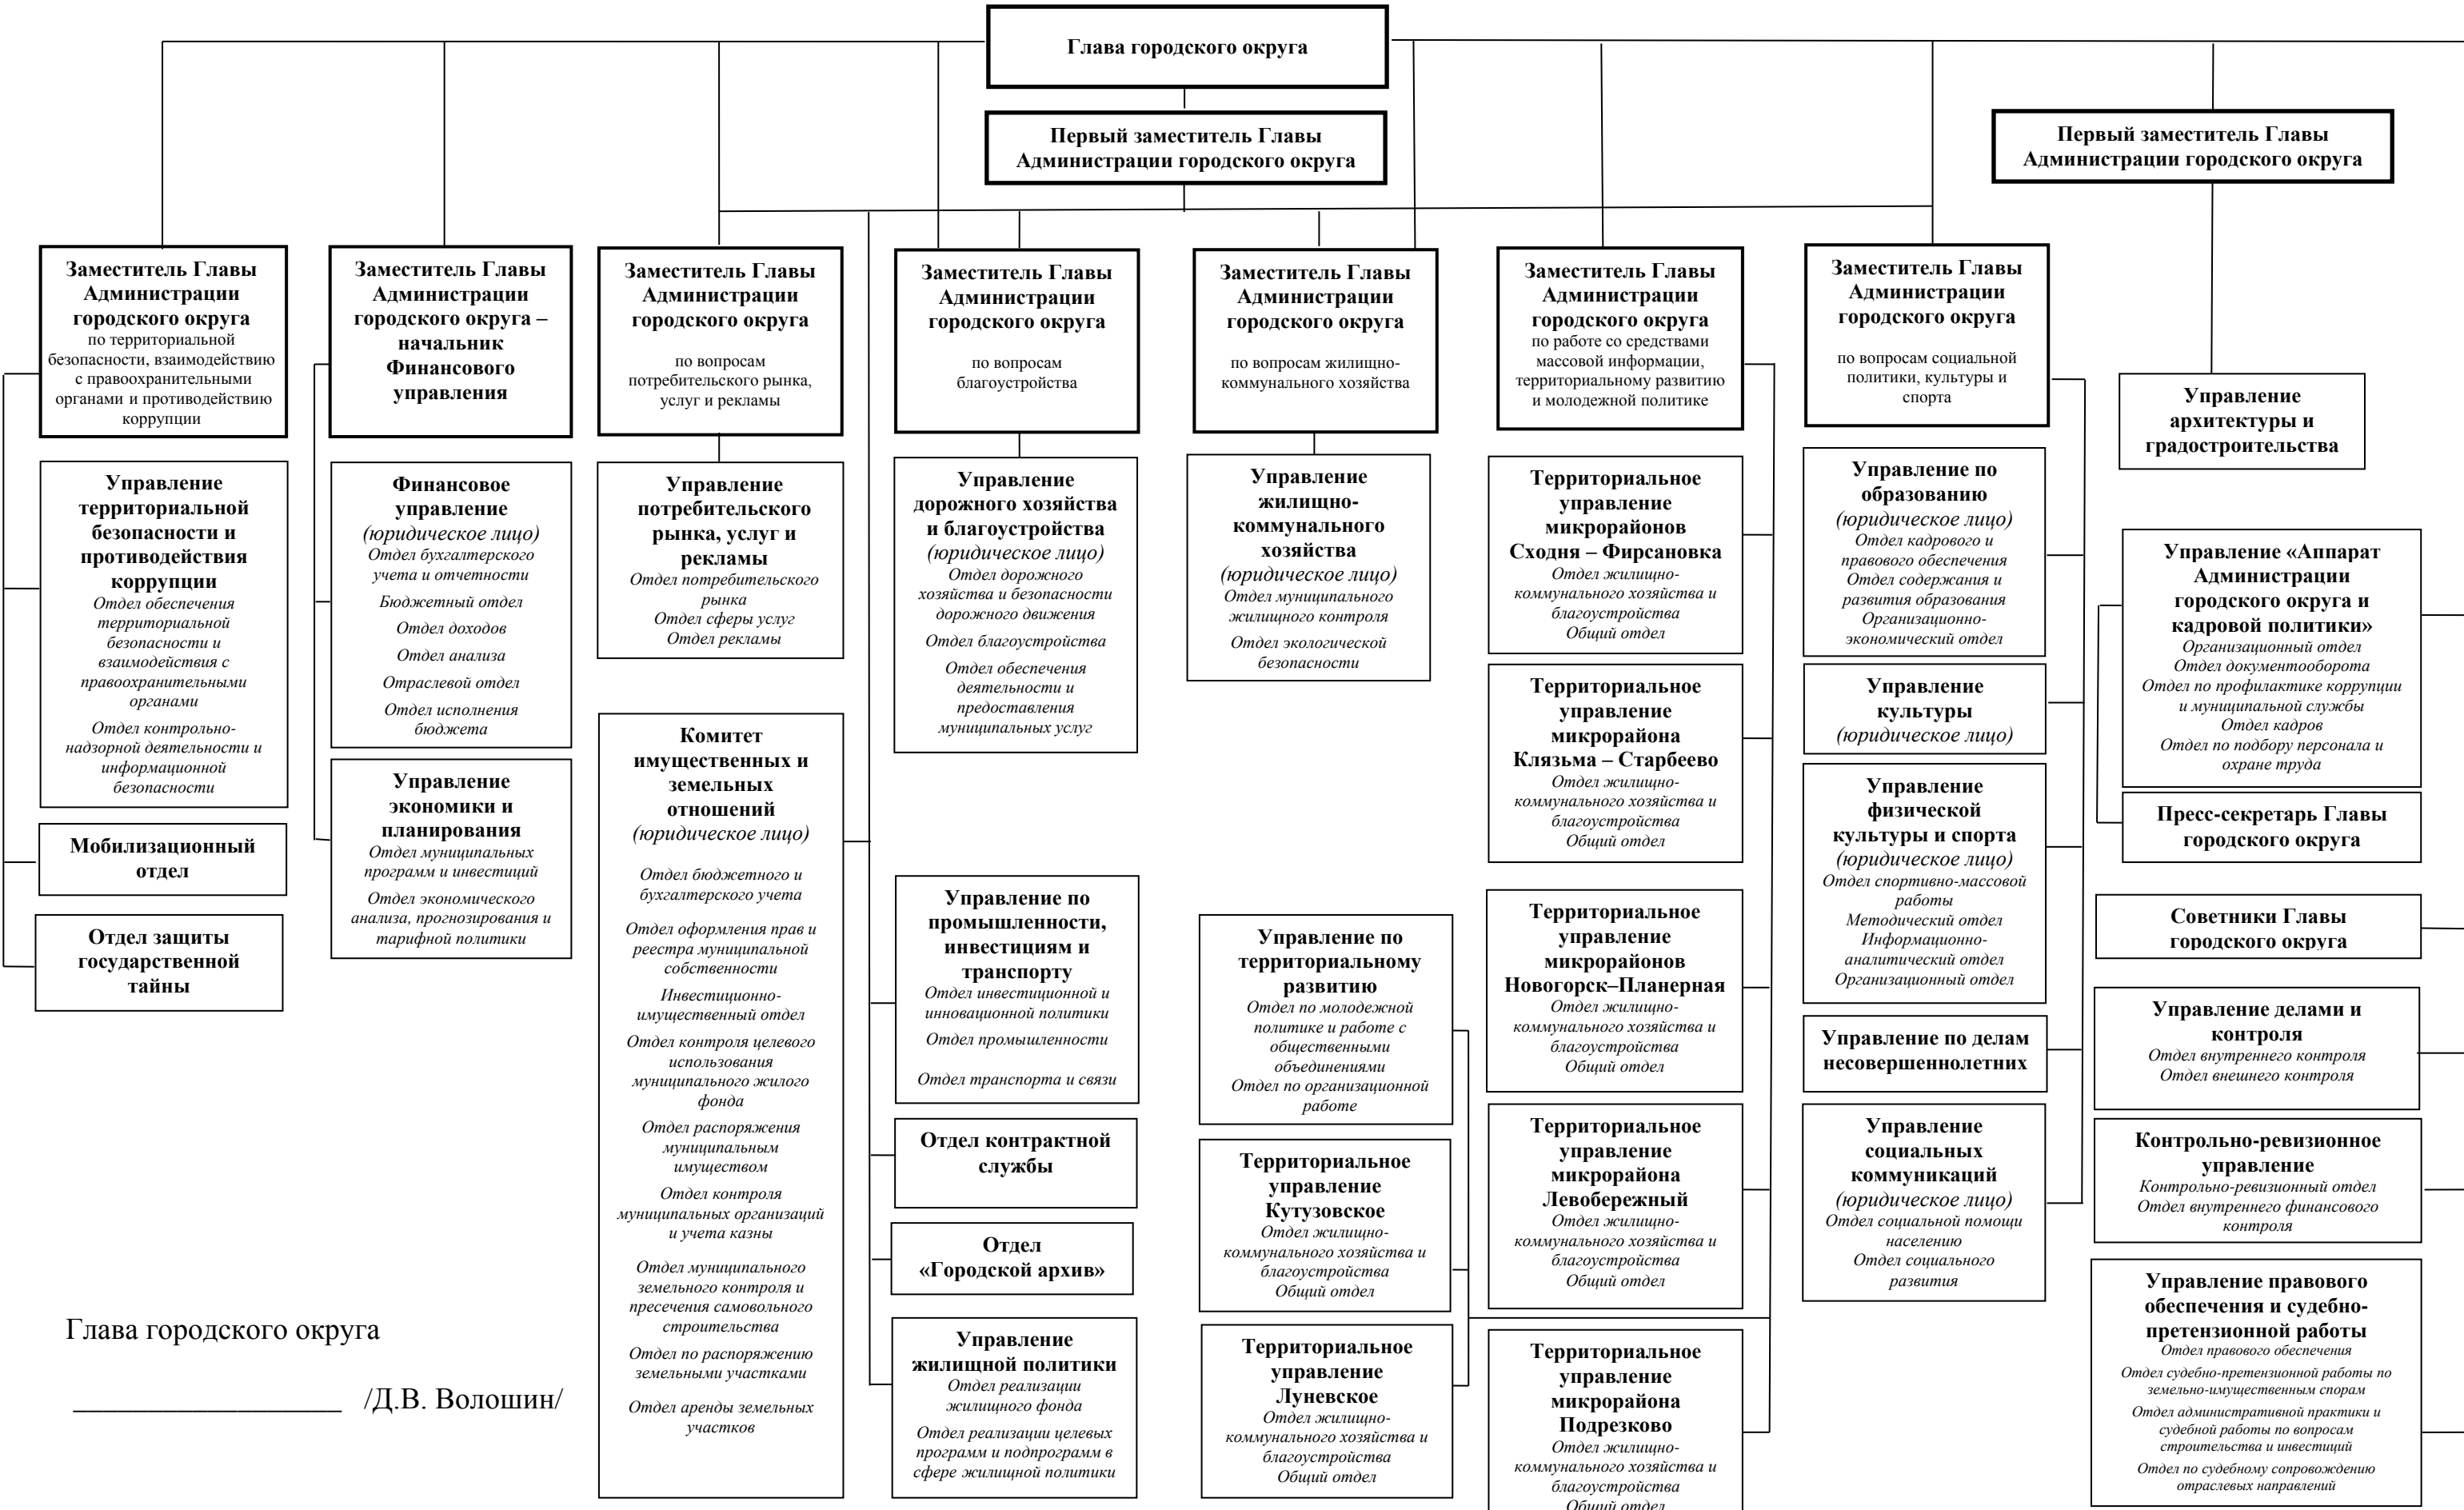 Глава городского округа
Первый заместитель Главы
Администрации городского округа
Первый заместитель Главы
Администрации городского округа
Заместитель Главы
Администрации
городского округа
по территориальной
безопасности, взаимодействию
с правоохранительными
органами и противодействию
коррупции
Заместитель Главы
Администрации
городского округа –
начальник
Финансового
управления
Заместитель Главы
Администрации
городского округа
по вопросам
потребительского рынка,
услуг и рекламы
Заместитель Главы
Администрации
городского округа
по вопросам
благоустройства
Заместитель Главы
Администрации
городского округа
по вопросам жилищно-
коммунального хозяйства
Заместитель Главы
Администрации
городского округа
по работе со средствами
массовой информации,
территориальному развитию
и молодежной политике
Заместитель Главы
Администрации
городского округа
по вопросам социальной
политики, культуры и
спорта
Управление
архитектуры и
градостроительства
Управление
территориальной
безопасности и
противодействия
коррупции
Отдел обеспечения
территориальной
безопасности и
взаимодействия с
правоохранительными
органами
Отдел контрольно-
надзорной деятельности и
информационной
безопасности
Мобилизационный
отдел
Отдел защиты
государственной
тайны
Финансовое
управление
(юридическое лицо)
Отдел бухгалтерского
учета и отчетности
Бюджетный отдел
Отдел доходов
Отдел анализа
Отраслевой отдел
Отдел исполнения
бюджета
Управление
экономики и
планирования
Отдел муниципальных
программ и инвестиций
Отдел экономического
анализа, прогнозирования и
тарифной политики
Управление
потребительского
рынка, услуг и
рекламы
Отдел потребительского
рынка
Отдел сферы услуг
Отдел рекламы
Комитет
имущественных и
земельных
отношений
(юридическое лицо)
Отдел бюджетного и
бухгалтерского учета
Отдел оформления прав и
реестра муниципальной
собственности
Инвестиционно-
имущественный отдел
Отдел контроля целевого
использования
муниципального жилого
фонда
Отдел распоряжения
муниципальным
имуществом
Отдел контроля
муниципальных организаций
и учета казны
Отдел муниципального
земельного контроля и
пресечения самовольного
строительства
Отдел по распоряжению
земельными участками
Отдел аренды земельных
участков
Управление
дорожного хозяйства
и благоустройства
(юридическое лицо)
Отдел дорожного
хозяйства и безопасности
дорожного движения
Отдел благоустройства
Отдел обеспечения
деятельности и
предоставления
муниципальных услуг
Управление по
промышленности,
инвестициям и
транспорту
Отдел инвестиционной и
инновационной политики
Отдел промышленности
Отдел транспорта и связи
Отдел контрактной
службы
Отдел
«Городской архив»
Управление
жилищной политики
Отдел реализации
жилищного фонда
Отдел реализации целевых
программ и подпрограмм в
сфере жилищной политики
Управление
жилищно-
коммунального
хозяйства
(юридическое лицо)
Отдел муниципального
жилищного контроля
Отдел экологической
безопасности
Управление по
территориальному
развитию
Отдел по молодежной
политике и работе с
общественными
объединениями
Отдел по организационной
работе
Территориальное
управление
Кутузовское
Отдел жилищно-
коммунального хозяйства и
благоустройства
Общий отдел
Территориальное
управление
Луневское
Отдел жилищно-
коммунального хозяйства и
благоустройства
Общий отдел
Территориальное
управление
микрорайонов
Сходня – Фирсановка
Отдел жилищно-
коммунального хозяйства и
благоустройства
Общий отдел
Территориальное
управление
микрорайона
Клязьма – Старбеево
Отдел жилищно-
коммунального хозяйства и
благоустройства
Общий отдел
Территориальное
управление
микрорайонов
Новогорск–Планерная
Отдел жилищно-
коммунального хозяйства и
благоустройства
Общий отдел
Территориальное
управление
микрорайона
Левобережный
Отдел жилищно-
коммунального хозяйства и
благоустройства
Общий отдел
Территориальное
управление
микрорайона
Подрезково
Отдел жилищно-
коммунального хозяйства и
благоустройства
Общий отдел
Управление по
образованию
(юридическое лицо)
Отдел кадрового и
правового обеспечения
Отдел содержания и
развития образования
Организационно-
экономический отдел
Управление
культуры
(юридическое лицо)
Управление
физической
культуры и спорта
(юридическое лицо)
Отдел спортивно-массовой
работы
Методический отдел
Информационно-
аналитический отдел
Организационный отдел
Управление по делам
несовершеннолетних
Управление
социальных
коммуникаций
(юридическое лицо)
Отдел социальной помощи
населению
Отдел социального
развития
Управление «Аппарат
Администрации
городского округа и
кадровой политики»
Организационный отдел
Отдел документооборота
Отдел по профилактике коррупции
и муниципальной службы
Отдел кадров
Отдел по подбору персонала и
охране труда
Пресс-секретарь Главы
городского округа
Советники Главы
городского округа
Управление делами и
контроля
Отдел внутреннего контроля
Отдел внешнего контроля
Контрольно-ревизионное
управление
Контрольно-ревизионный отдел
Отдел внутреннего финансового
контроля
Управление правового
обеспечения и судебно-
претензионной работы
Отдел правового обеспечения
Отдел судебно-претензионной работы по
земельно-имущественным спорам
Отдел административной практики и
судебной работы по вопросам
строительства и инвестиций
Отдел по судебному сопровождению
отраслевых направлений
Глава городского округа
__________________ /Д.В. Волошин/